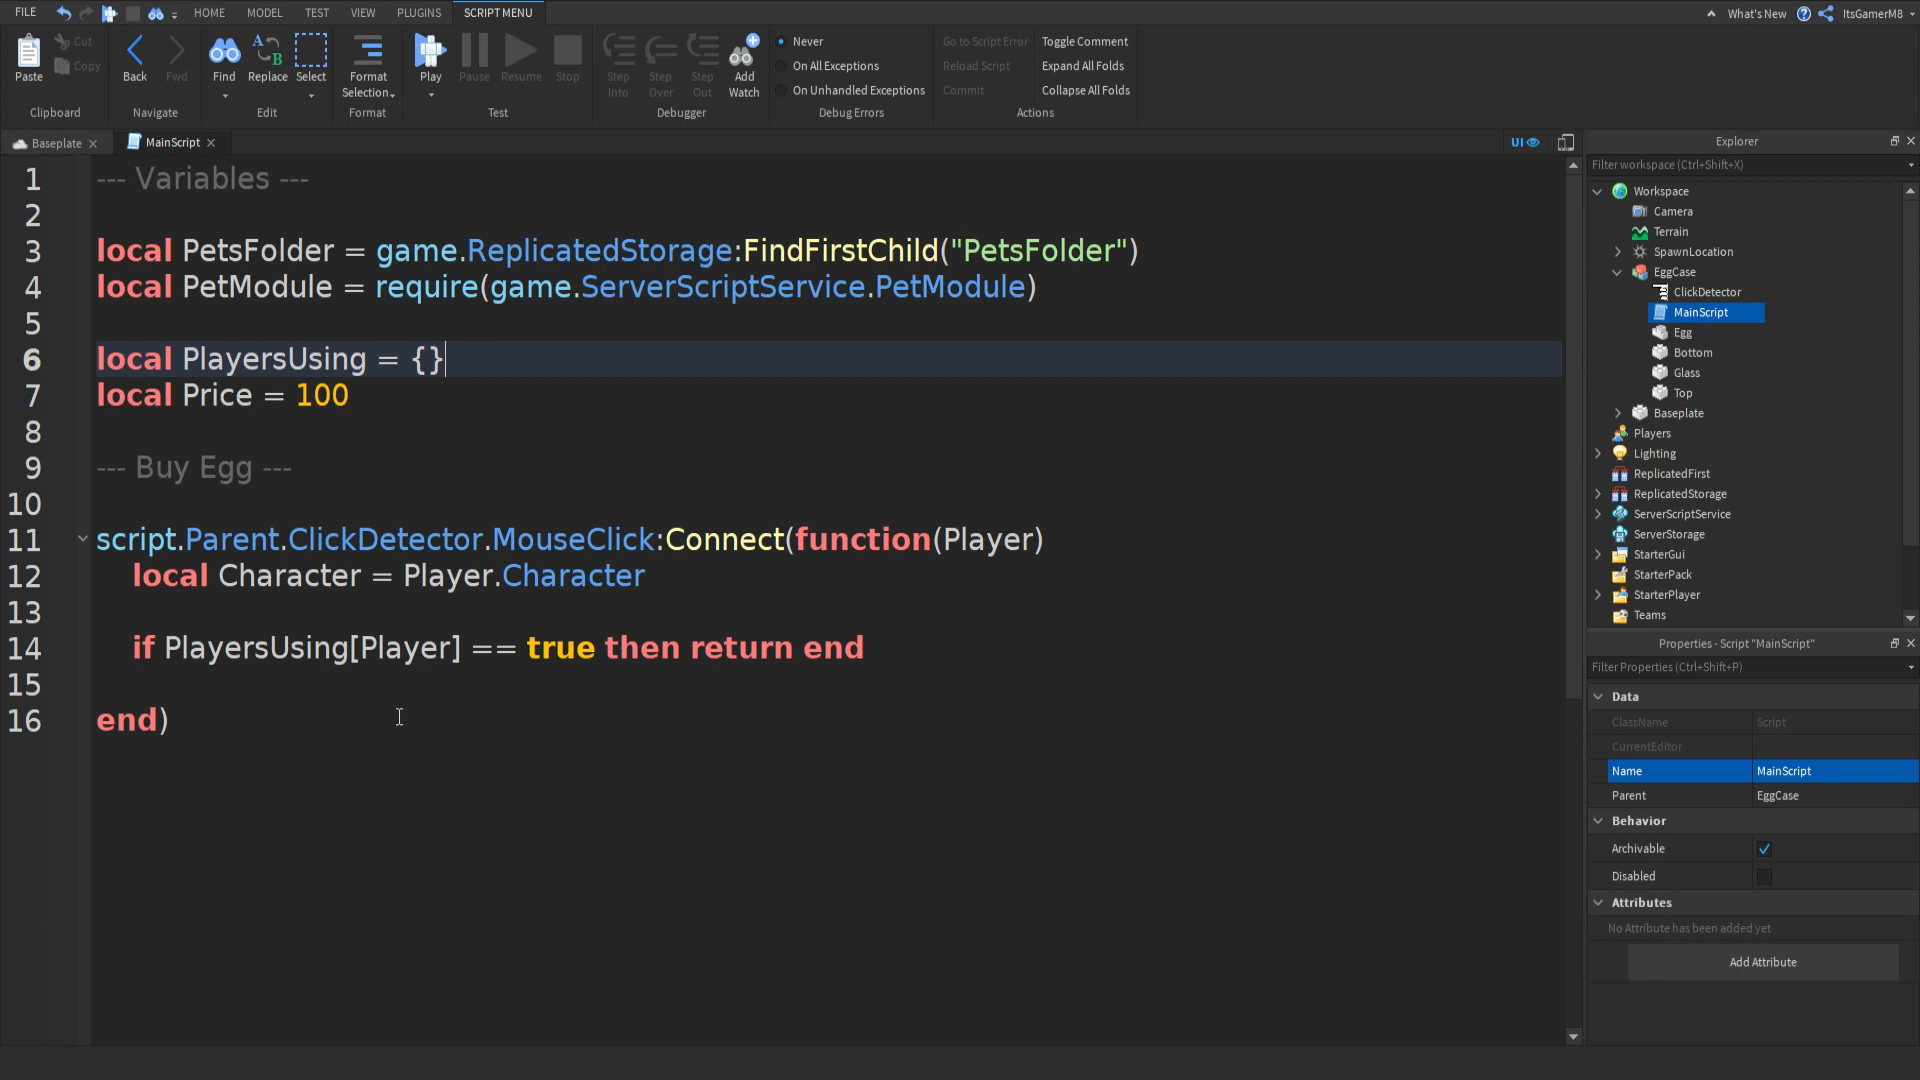 FILE HOME MODEL TEST VIEW PLUGINS SCRIPT MENU What's New ItsGamerM8
Paste Cut Copy Back Fwd Find Replace Select Format Selection Play Pause Resume Stop Step Into Step Over Step Out Add Watch
Never
On All Exceptions
On Unhandled Exceptions
Go to Script Error
Reload Script
Commit
Toggle Comment
Expand All Folds
Collapse All Folds
Clipboard Navigate Edit Format Test Debugger Debug Errors Actions
Baseplate MainScript UI
1 --- Variables ---
2
3 local PetsFolder = game.ReplicatedStorage:FindFirstChild("PetsFolder")
4 local PetModule = require(game.ServerScriptService.PetModule)
5
6 local PlayersUsing = {}
7 local Price = 100
8
9 --- Buy Egg ---
10
11 script.Parent.ClickDetector.MouseClick:Connect(function(Player)
12 local Character = Player.Character
13
14 if PlayersUsing[Player] == true then return end
15
16 end)
Explorer
Filter workspace (Ctrl+Shift+X)
Workspace
Camera
Terrain
SpawnLocation
EggCase
ClickDetector
MainScript
Egg
Bottom
Glass
Top
Baseplate
Players
Lighting
ReplicatedFirst
ReplicatedStorage
ServerScriptService
ServerStorage
StarterGui
StarterPack
StarterPlayer
Teams
Properties - Script "MainScript"
Filter Properties (Ctrl+Shift+P)
Data
ClassName Script
CurrentEditor
Name MainScript
Parent EggCase
Behavior
Archivable
Disabled
Attributes
No Attribute has been added yet
Add Attribute